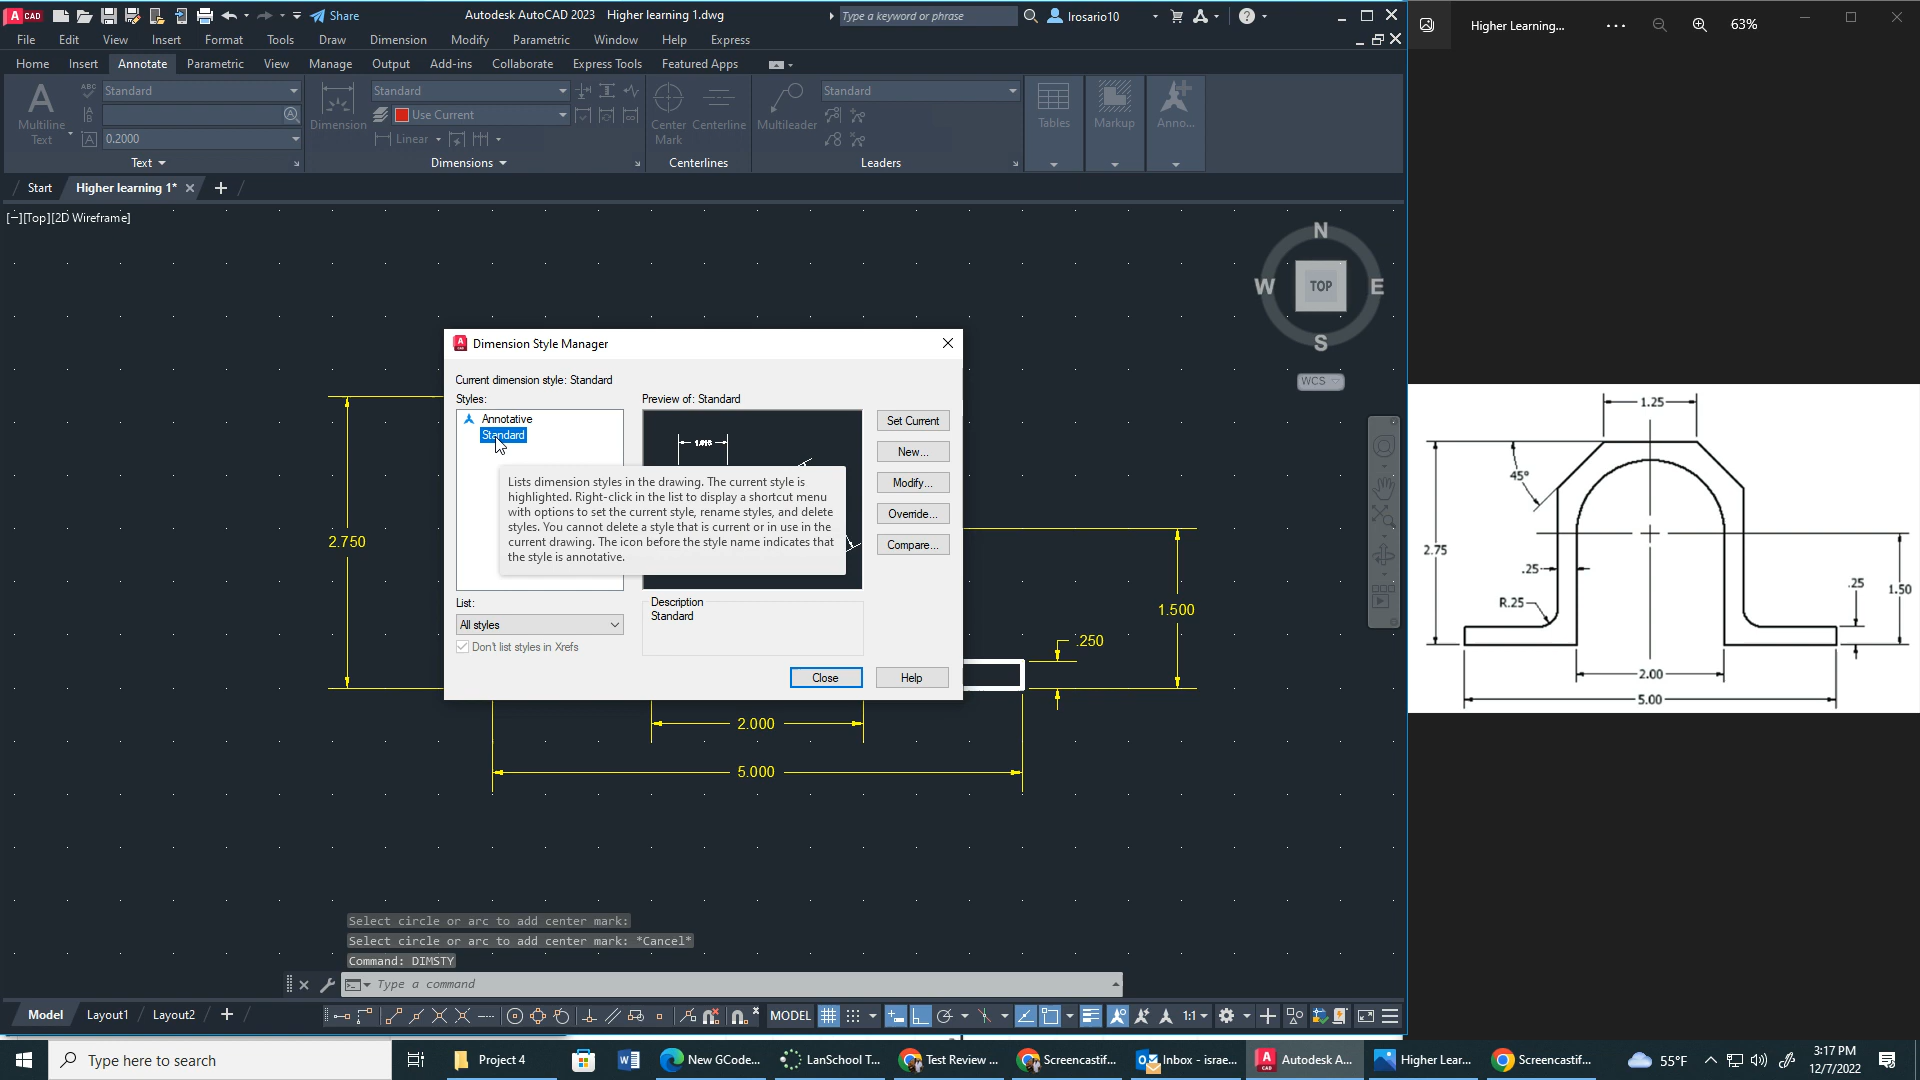 CAD
Share
Autodesk AutoCAD 2023 Higher learning 1.dwg
Type a keyword or phrase
lrosario10
Higher Learning...
63%
File Edit View Insert Format Tools Draw Dimension Modify Parametric Window Help Express
Home Insert Annotate Parametric View Manage Output Add-ins Collaborate Express Tools Featured Apps
Multiline Text
ABC
Standard
0.2000
Text
Dimension
Standard
Use Current
Linear
Dimensions
Center Mark
Centerline
Centerlines
Multileader
Standard
Leaders
Tables
Markup
Anno...
Start
Higher learning 1*
[-][Top][2D Wireframe]
N
W
TOP
E
S
WCS
Dimension Style Manager
Current dimension style: Standard
Styles:
Annotative
Standard
Preview of: Standard
Set Current
New...
Modify...
Override...
Compare...
Lists dimension styles in the drawing. The current style is
highlighted. Right-click in the list to display a shortcut menu
with options to set the current style, rename styles, and delete
styles. You cannot delete a style that is current or in use in the
current drawing. The icon before the style name indicates that
the style is annotative.
List:
All styles
Don't list styles in Xrefs
Description
Standard
Close
Help
2.750
1.500
.250
2.000
5.000
1.25
45°
2.75
.25
R.25
.25
1.50
2.00
5.00
Select circle or arc to add center mark:
Select circle or arc to add center mark: *Cancel*
Command: DIMSTY
Type a command
Model Layout1 Layout2
MODEL
1:1
Type here to search
Project 4
New GCode...
LanSchool T...
Test Review ...
Screencastif...
Inbox - israe...
Autodesk A...
Higher Lear...
Screencastif...
55°F
3:17 PM
12/7/2022